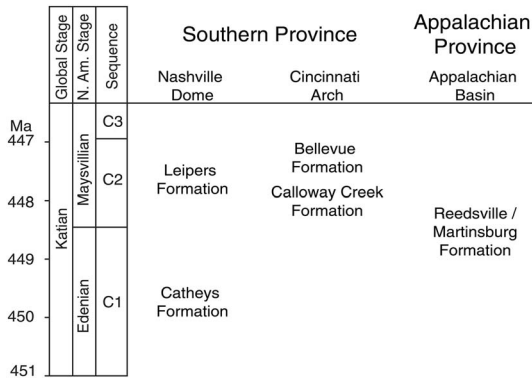 Global Stage
N. Am. Stage
Sequence
Southern Province
Appalachian
Province
Nashville
Dome
Cincinnati
Arch
Appalachian
Basin
Ma
447
448
449
450
451
Katian
Maysvillian
Edenian
C3
C2
C1
Leipers
Formation
Catheys
Formation
Bellevue
Formation
Calloway Creek
Formation
Reedsville /
Martinsburg
Formation